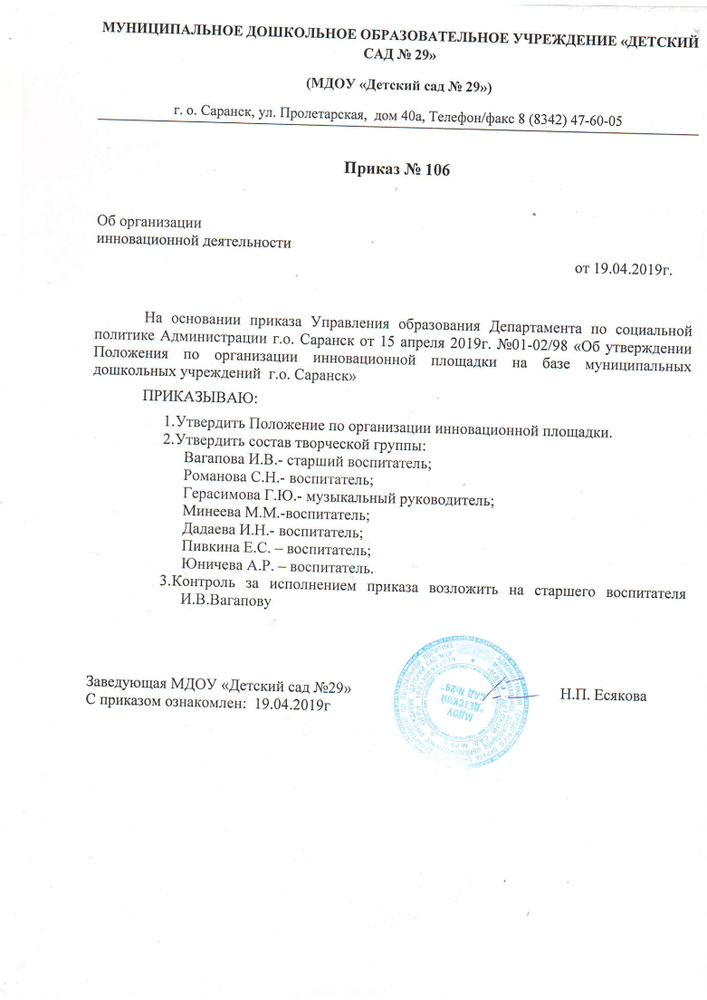 МУНИЦИПАЛЬНОЕ ДОШКОЛЬНОЕ ОБРАЗОВАТЕЛЬНОЕ УЧРЕЖДЕНИЕ «ДЕТСКИЙ
САД № 29»
(МДОУ «Детский сад № 29»)
г. о. Саранск, ул. Пролетарская, дом 40а, Телефон/факс 8 (8342) 47-60-05
Приказ № 106
Об организации
инновационной деятельности
от 19.04.2019г.
На основании приказа Управления образования Департамента по социальной
политике Администрации г.о. Саранск от 15 апреля 2019г. №01-02/98 «Об утверждении
Положения по организации инновационной площадки на базе муниципальных
дошкольных учреждений г.о. Саранск»
ПРИКАЗЫВАЮ:
1.Утвердить Положение по организации инновационной площадки.
2.Утвердить состав творческой группы:
Вагапова И.В.- старший воспитатель;
Романова С.Н.- воспитатель;
Герасимова Г.Ю.- музыкальный руководитель;
Минеева М.М.-воспитатель;
Дадаева И.Н.- воспитатель;
Пивкина Е.С. – воспитатель;
Юничева А.Р. – воспитатель.
3.Контроль за исполнением приказа возложить на старшего воспитателя
И.В.Вагапову
Заведующая МДОУ «Детский сад №29»
Н.П. Есякова
С приказом ознакомлен: 19.04.2019г
МДОУ
"ДЕТСКИЙ
САД №29"